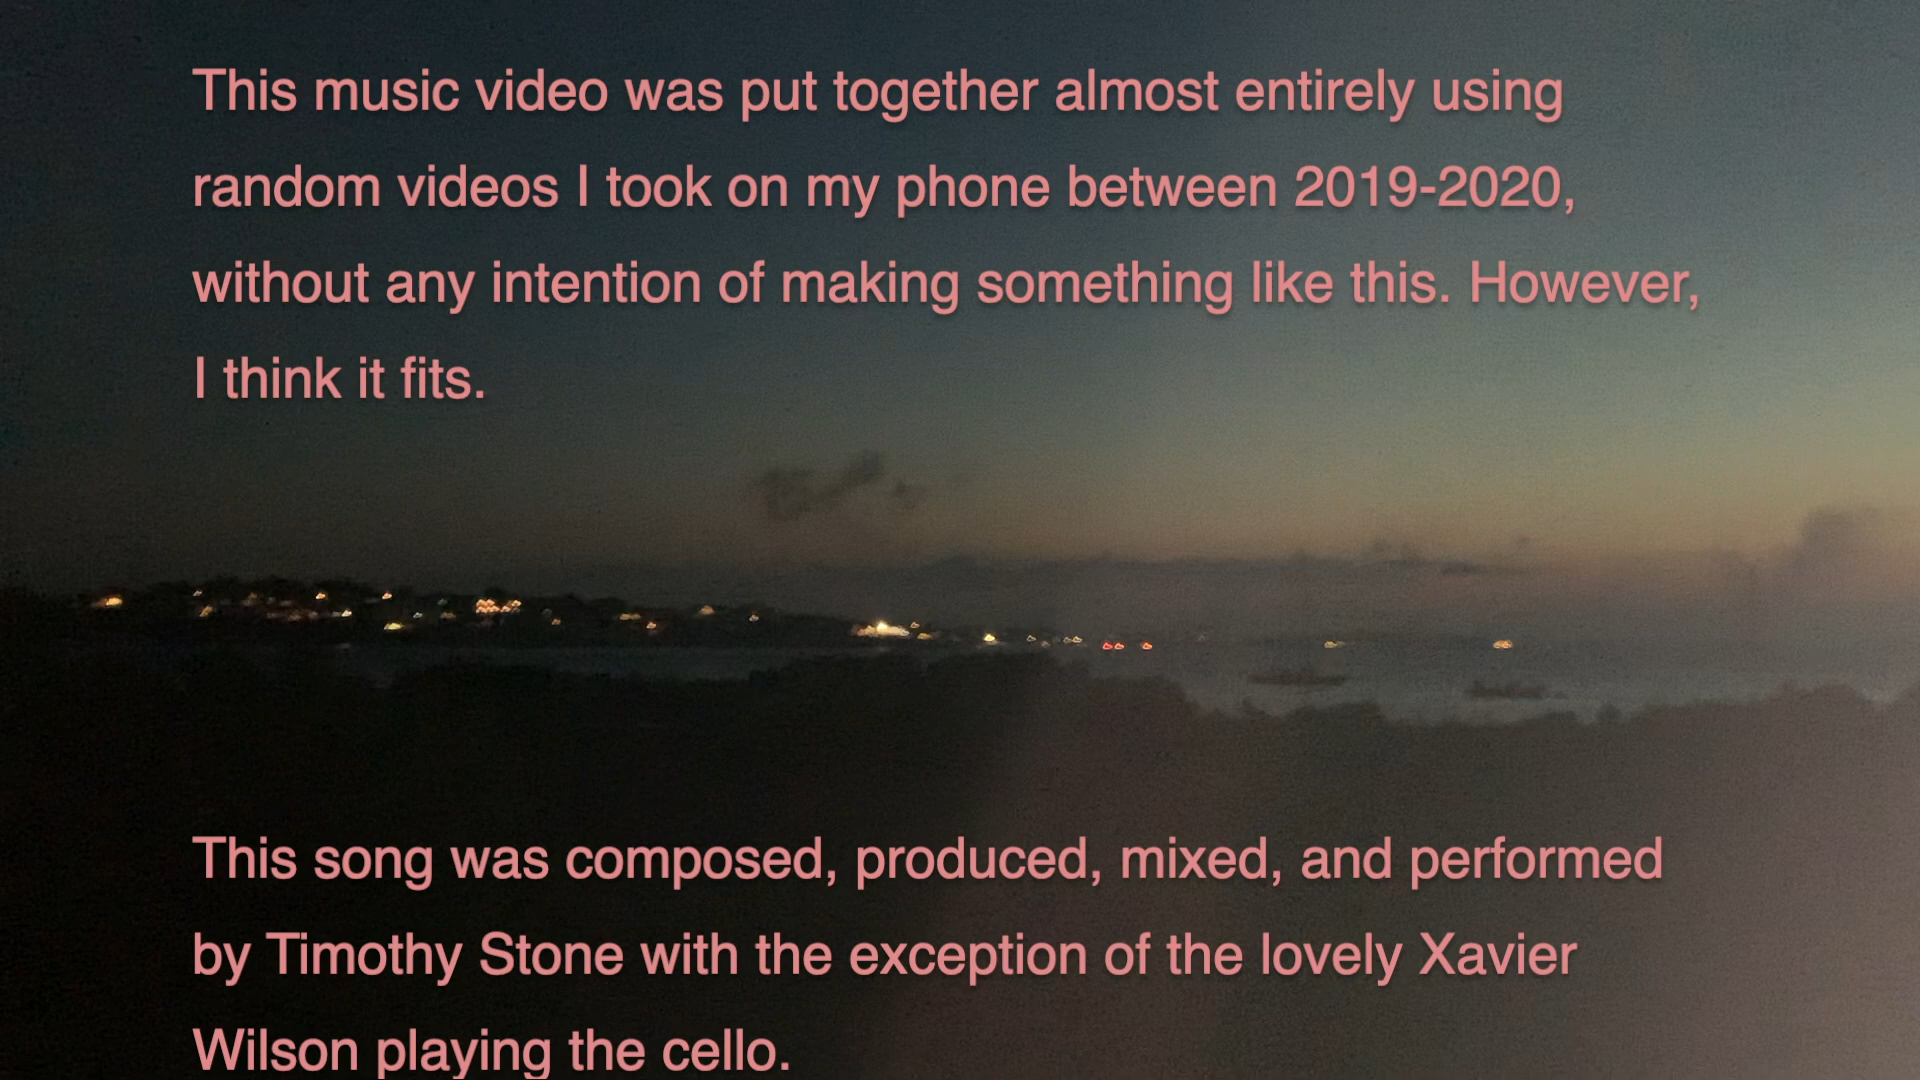 This music video was put together almost entirely using
random videos I took on my phone between 2019-2020,
without any intention of making something like this. However,
I think it fits.
This song was composed, produced, mixed, and performed
by Timothy Stone with the exception of the lovely Xavier
Wilson playing the cello.